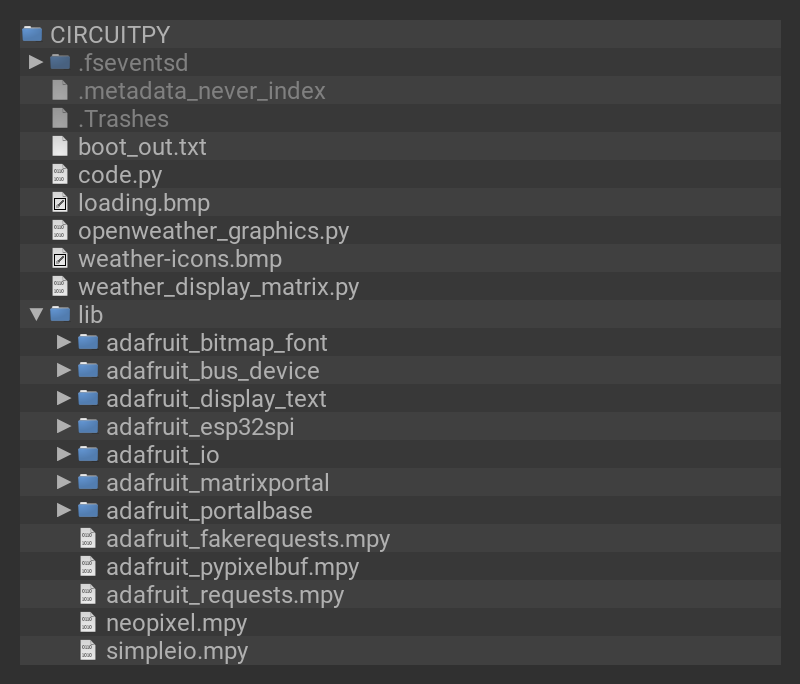 CIRCUITPY
.fseventsd
.metadata_never_index
.Trashes
boot_out.txt
code.py
loading.bmp
openweather_graphics.py
weather-icons.bmp
weather_display_matrix.py
lib
adafruit_bitmap_font
adafruit_bus_device
adafruit_display_text
adafruit_esp32spi
adafruit_io
adafruit_matrixportal
adafruit_portalbase
adafruit_fakerequests.mpy
adafruit_pypixelbuf.mpy
adafruit_requests.mpy
neopixel.mpy
simpleio.mpy